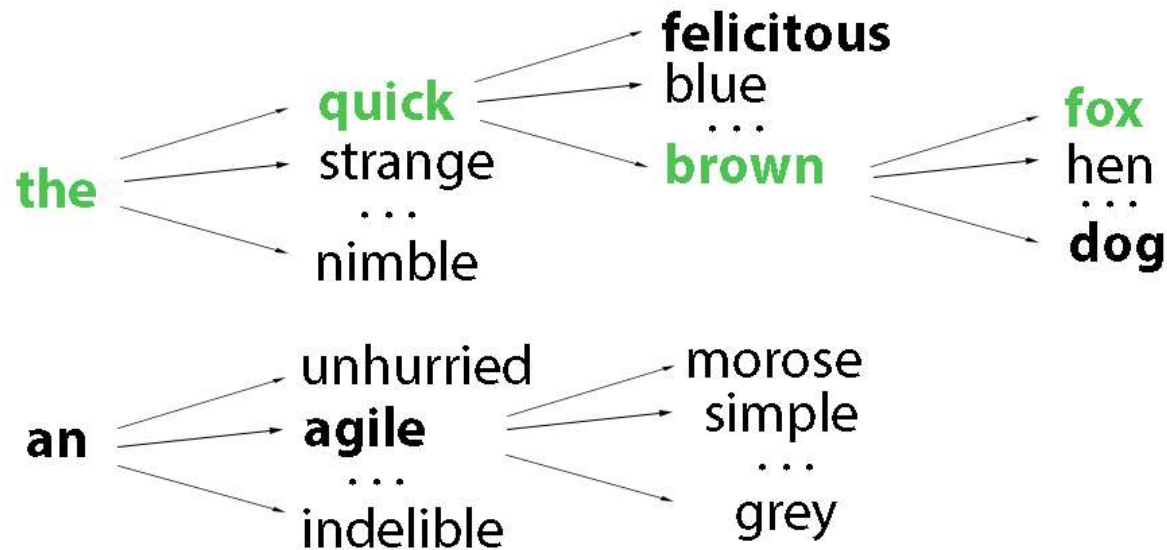 the
quick
strange
...
nimble
felicitous
blue
...
brown
fox
hen
...
dog
an
unhurried
agile
...
indelible
morose
simple
...
grey